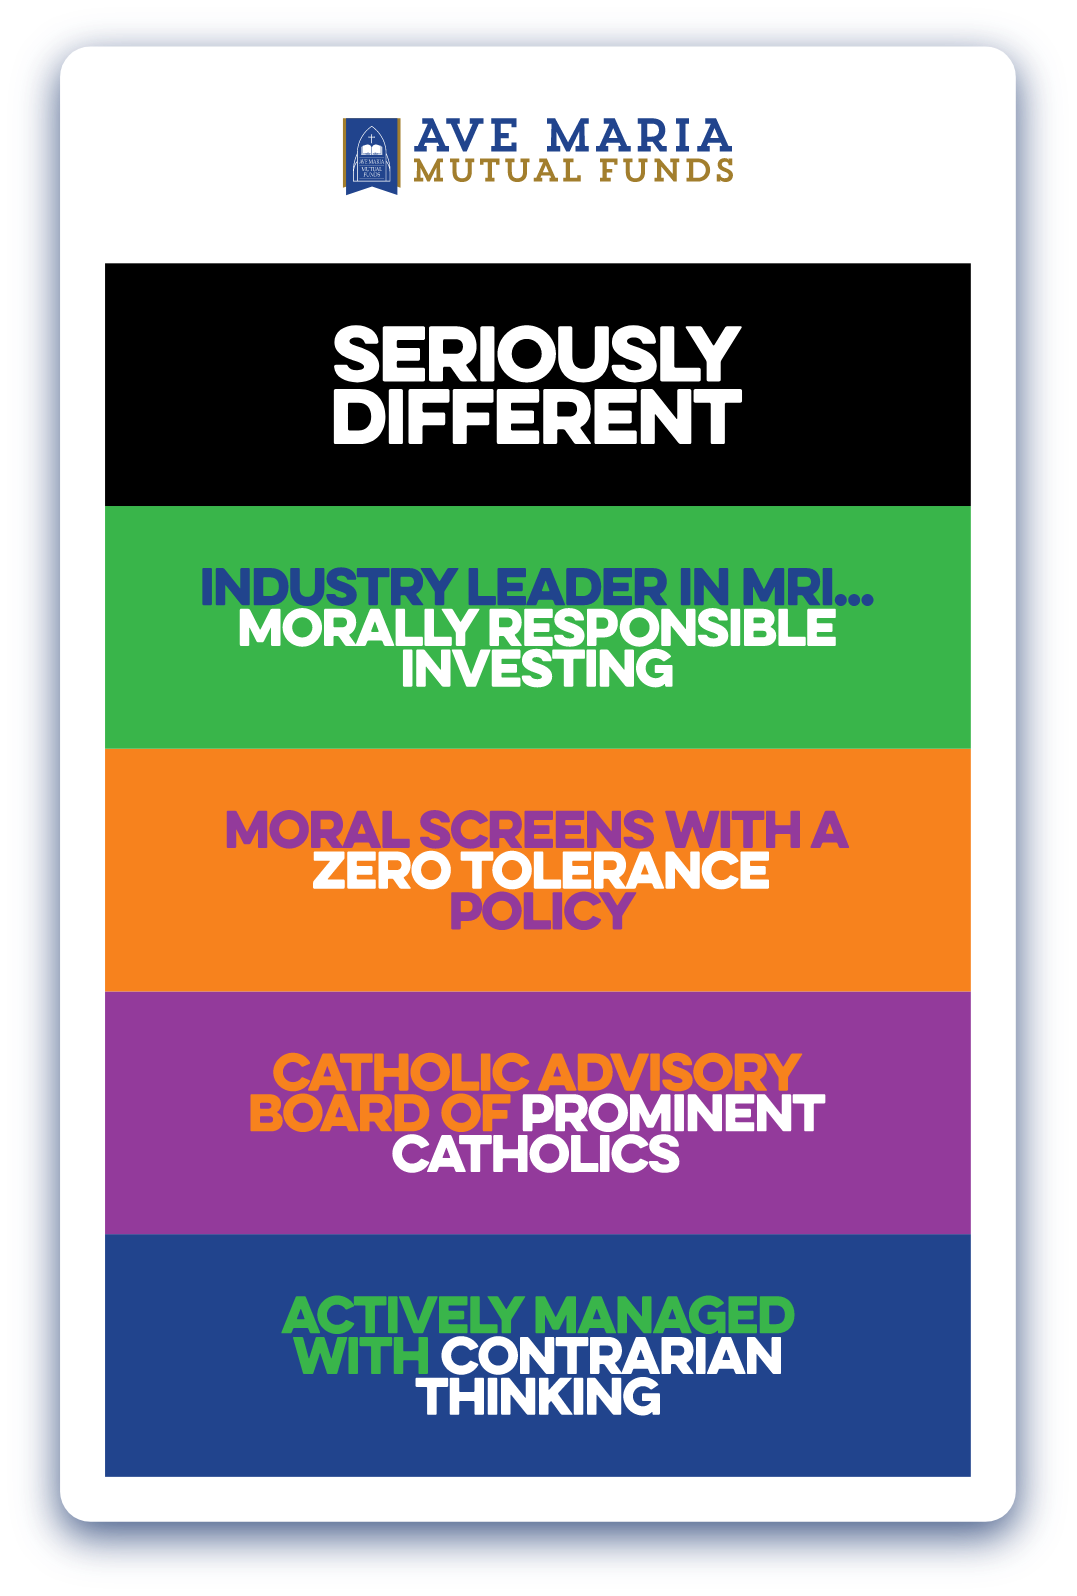 AVE MARIA
MUTUAL FUNDS
AVE MARIA
MUTUAL
FUNDS
SERIOUSLY
DIFFERENT
INDUSTRY LEADER IN MRI...
MORALLY RESPONSIBLE
INVESTING
MORAL SCREENS WITH A
ZERO TOLERANCE
POLICY
CATHOLIC ADVISORY
BOARD OF PROMINENT
CATHOLICS
ACTIVELY MANAGED
WITH CONTRARIAN
THINKING